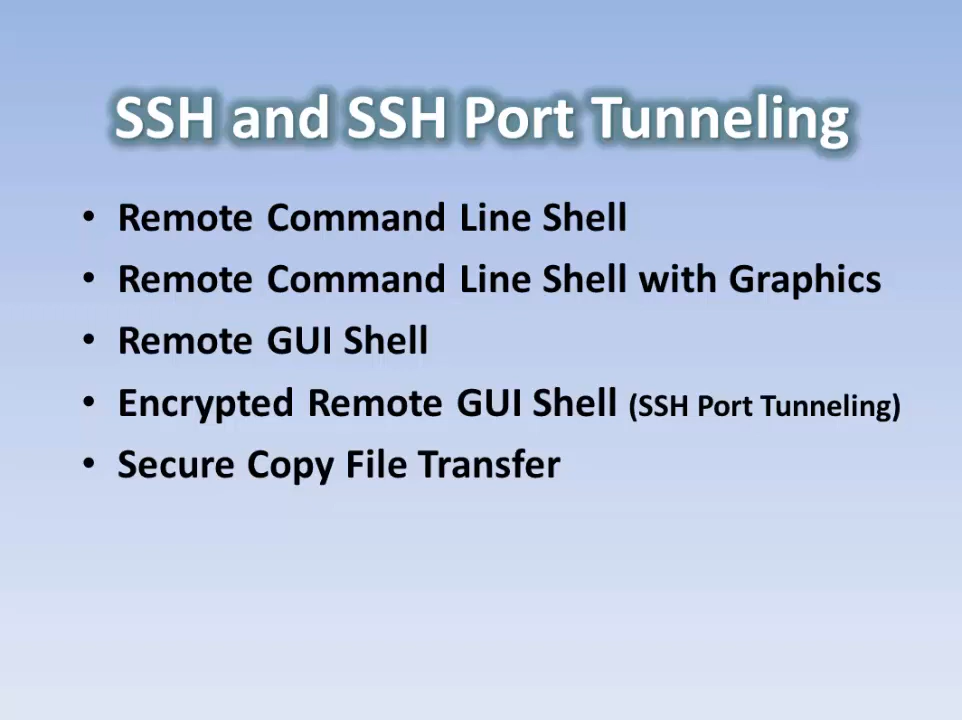 SSH and SSH Port Tunneling
• Remote Command Line Shell
• Remote Command Line Shell with Graphics
• Remote GUI Shell
• Encrypted Remote GUI Shell (SSH Port Tunneling)
• Secure Copy File Transfer